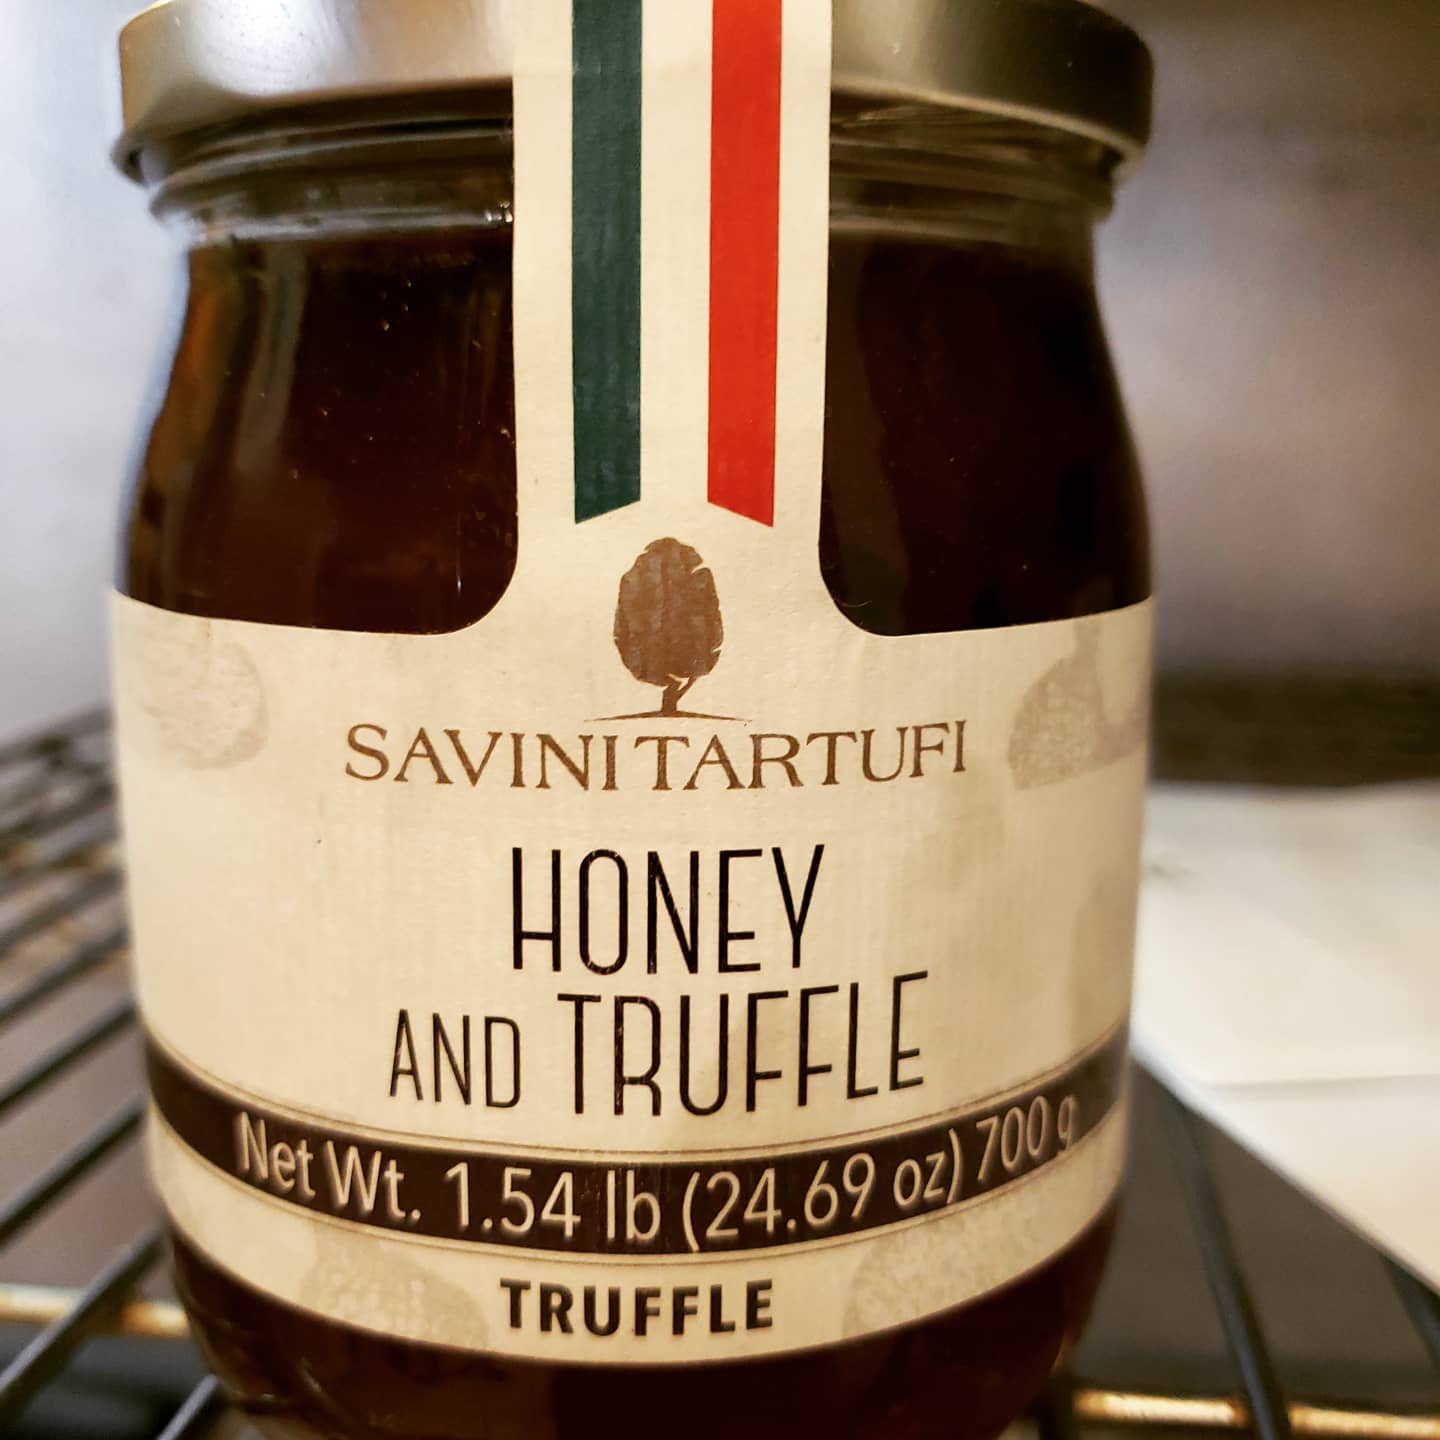 SAVINI TARTUFI
HONEY
AND TRUFFLE
Net Wt. 1.54 lb (24.69 oz) 700 g
TRUFFLE